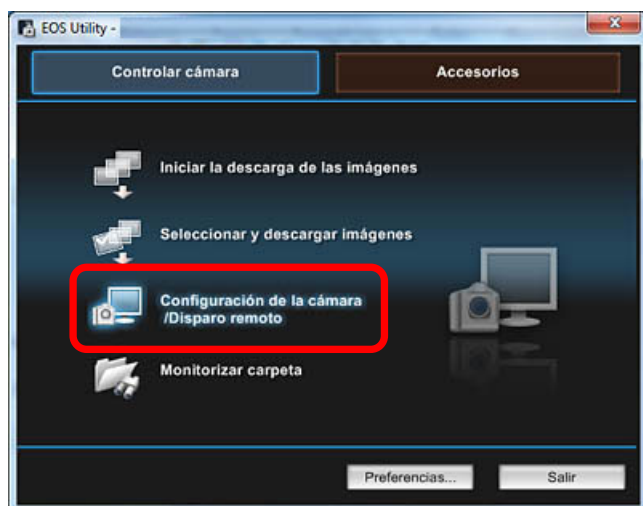 EOS Utility -
Controlar cámara
Accesorios
Iniciar la descarga de las imágenes
Seleccionar y descargar imágenes
Configuración de la cámara
/Disparo remoto
Monitorizar carpeta
Preferencias...
Salir